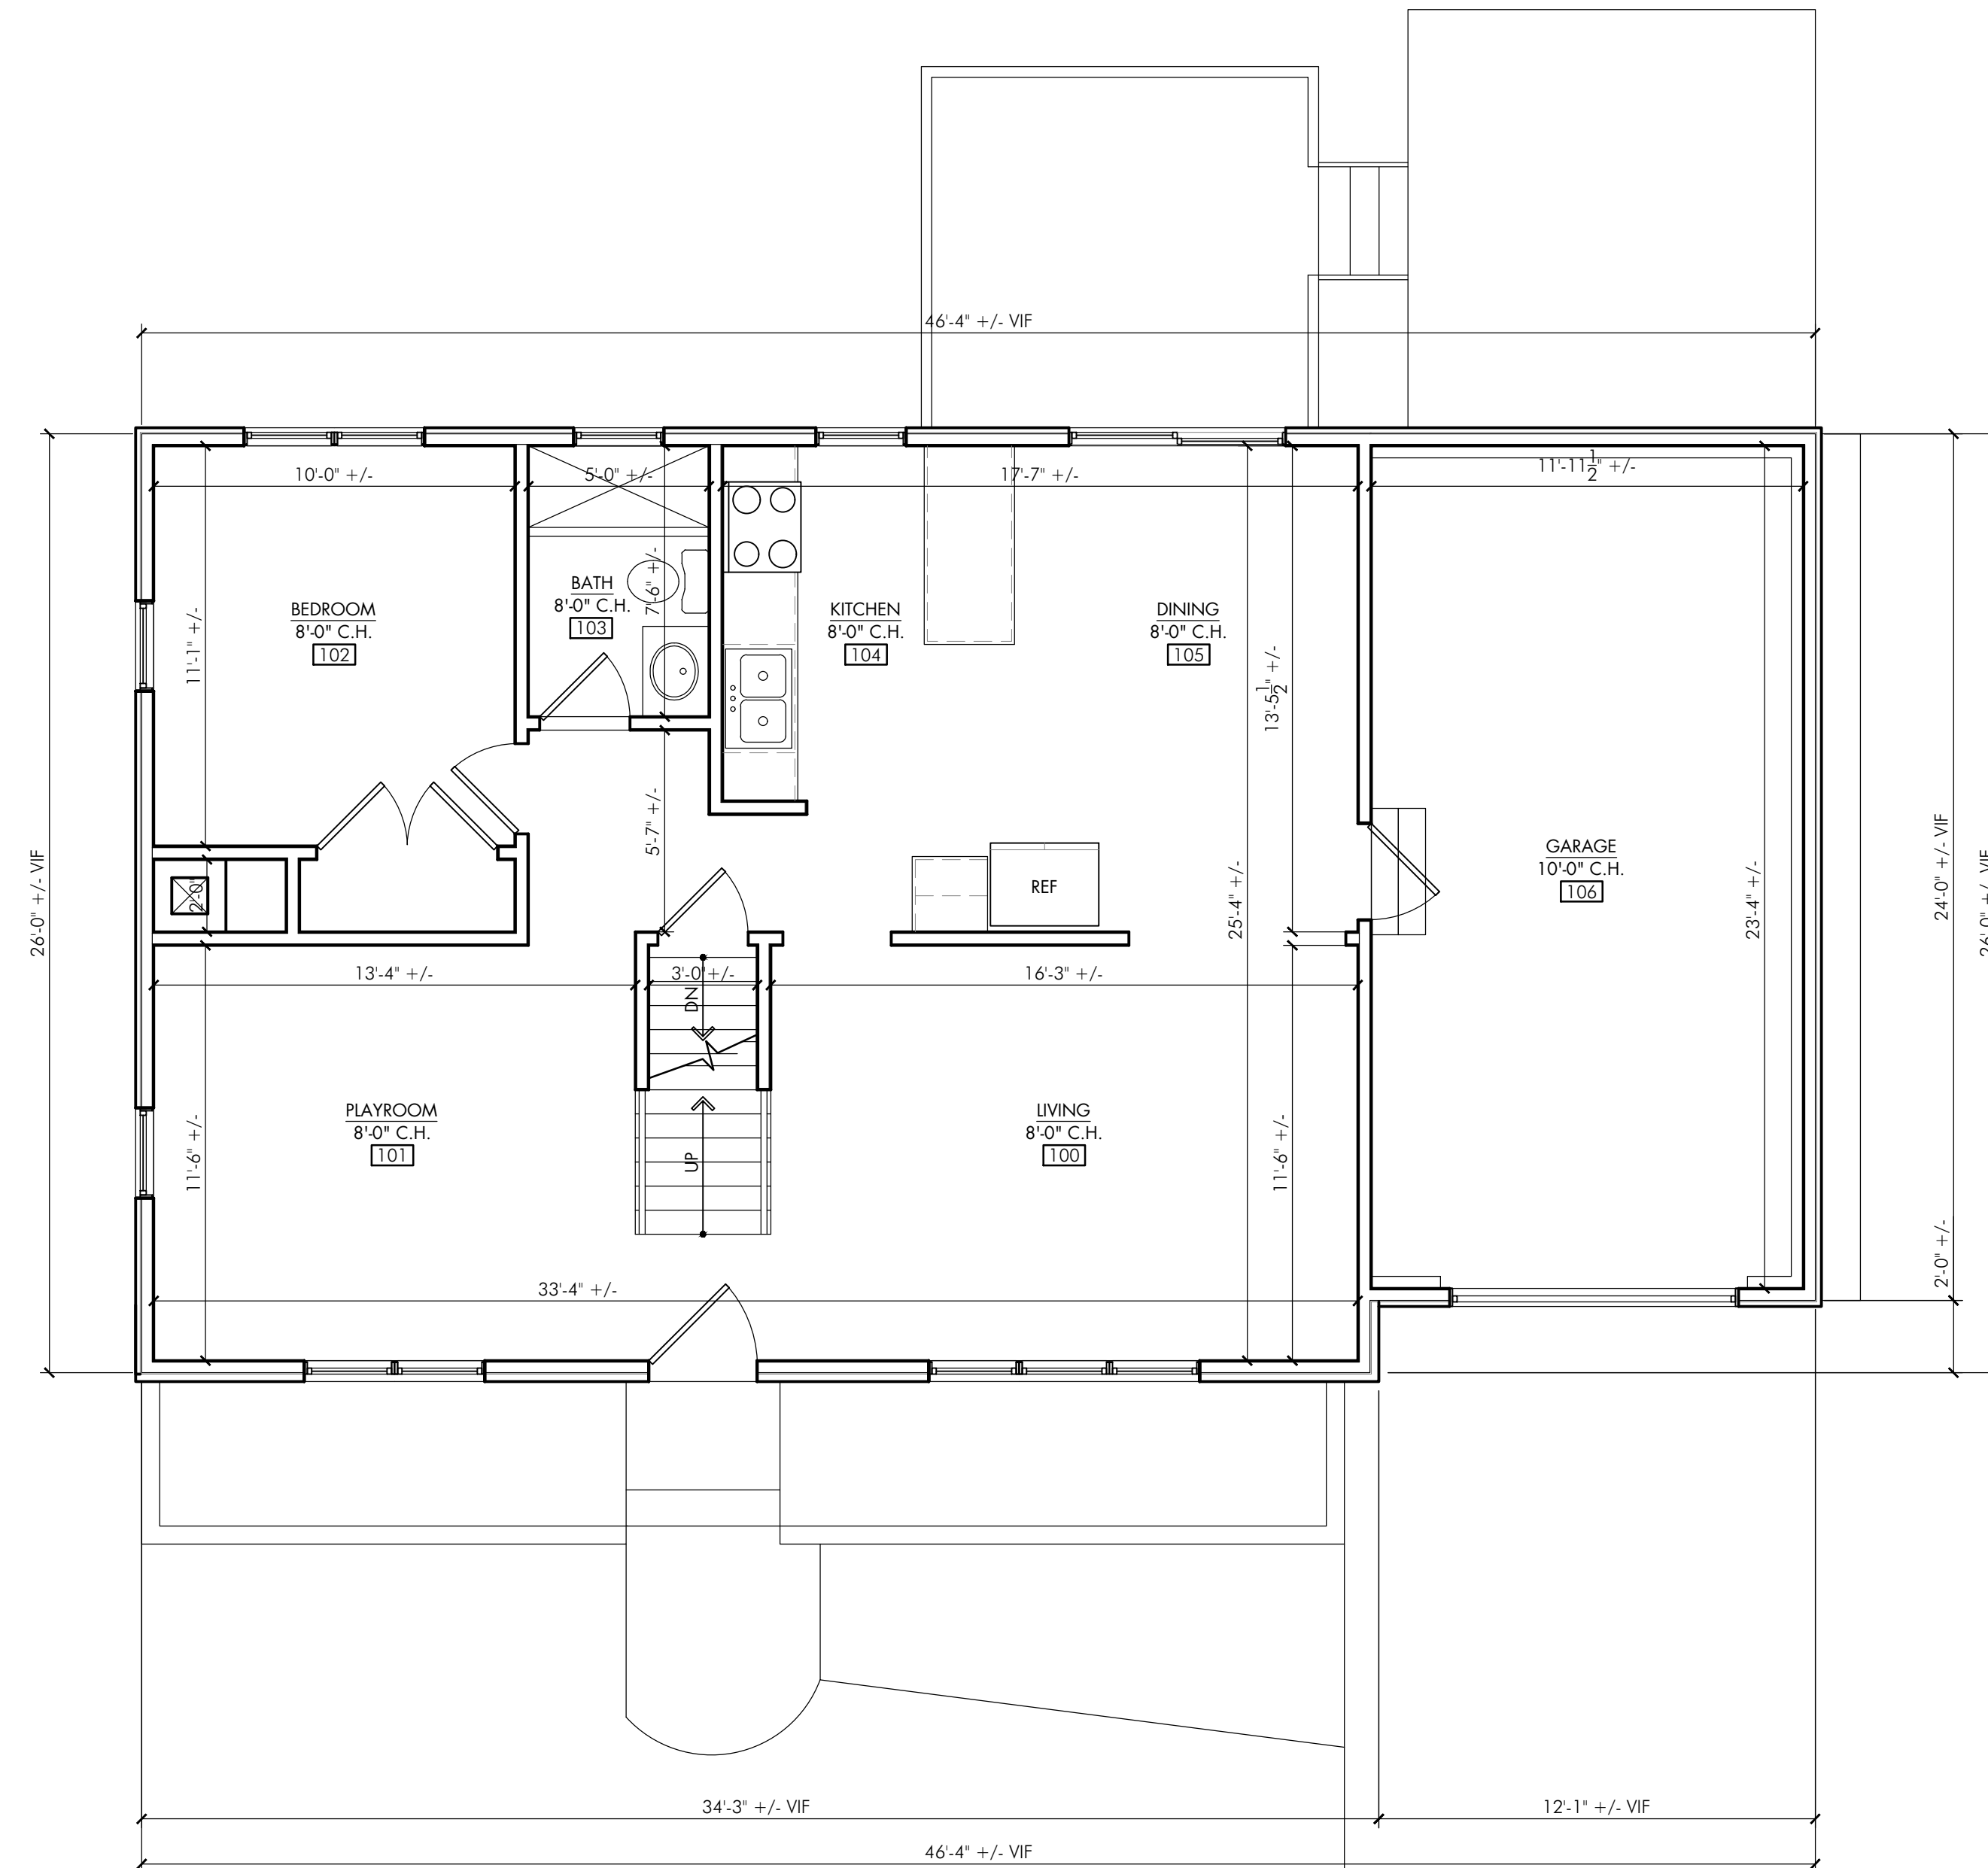 46'-4" +/- VIF
10'-0" +/-
5'-0" +/-
17'-7" +/-
11'-11 1/2" +/-
BEDROOM
8'-0" C.H.
102
BATH
8'-0" C.H.
103
KITCHEN
8'-0" C.H.
104
DINING
8'-0" C.H.
105
11'-1" +/-
7'-6" +/-
13'-5 1/2" +/-
5'-7" +/-
2'-0"
REF
GARAGE
10'-0" C.H.
106
26'-0" +/- VIF
25'-4" +/-
23'-4" +/-
24'-0" +/- VIF
26'-0" +/- VIF
13'-4" +/-
3'-0" +/-
16'-3" +/-
DN
UP
PLAYROOM
8'-0" C.H.
101
LIVING
8'-0" C.H.
100
11'-6" +/-
11'-6" +/-
2'-0" +/-
33'-4" +/-
34'-3" +/- VIF
12'-1" +/- VIF
46'-4" +/- VIF